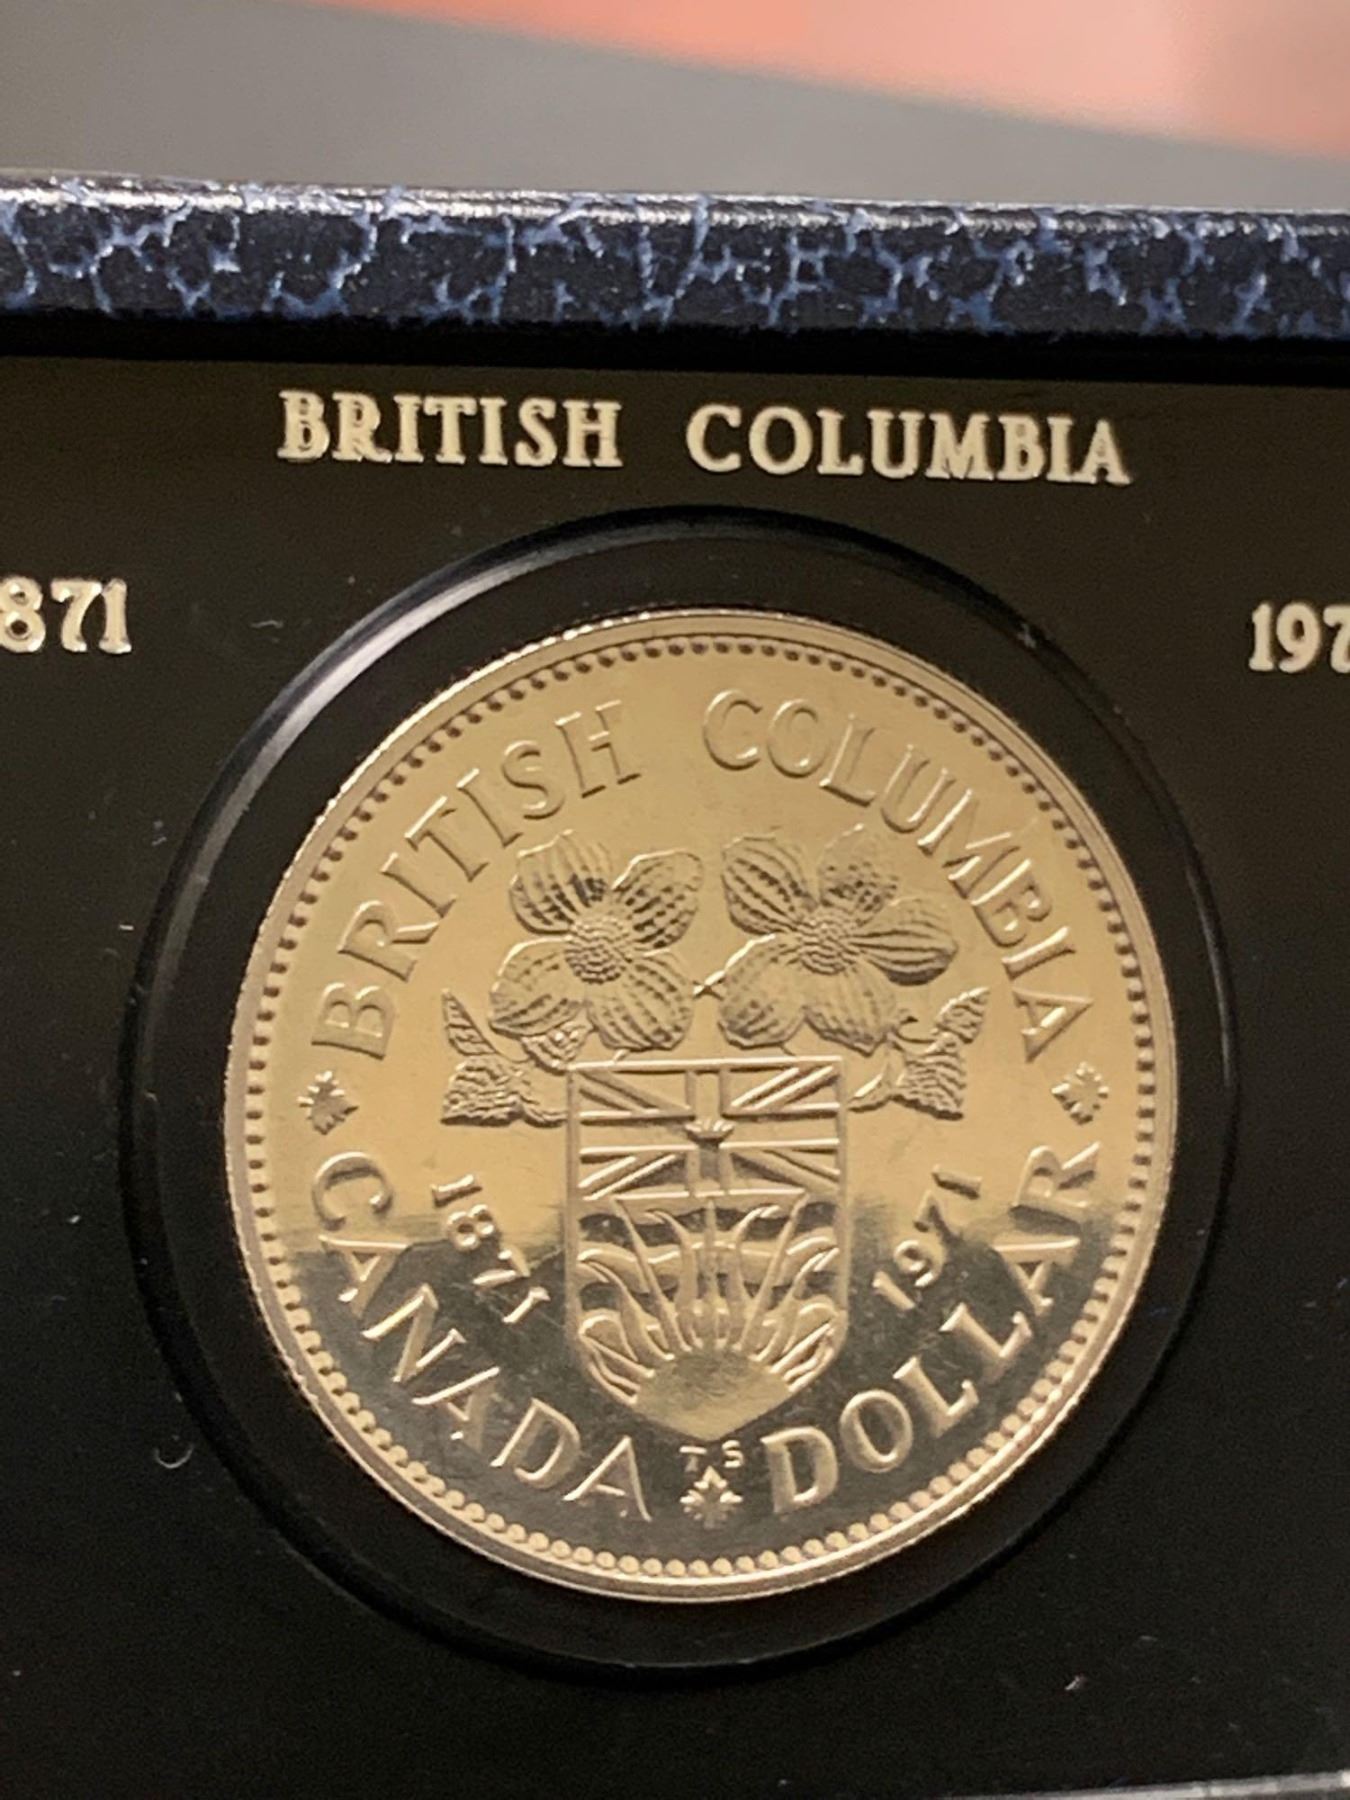 BRITISH COLUMBIA
871
197
BRITISH COLUMBIA
1871
1971
CANADA DOLLAR
TS